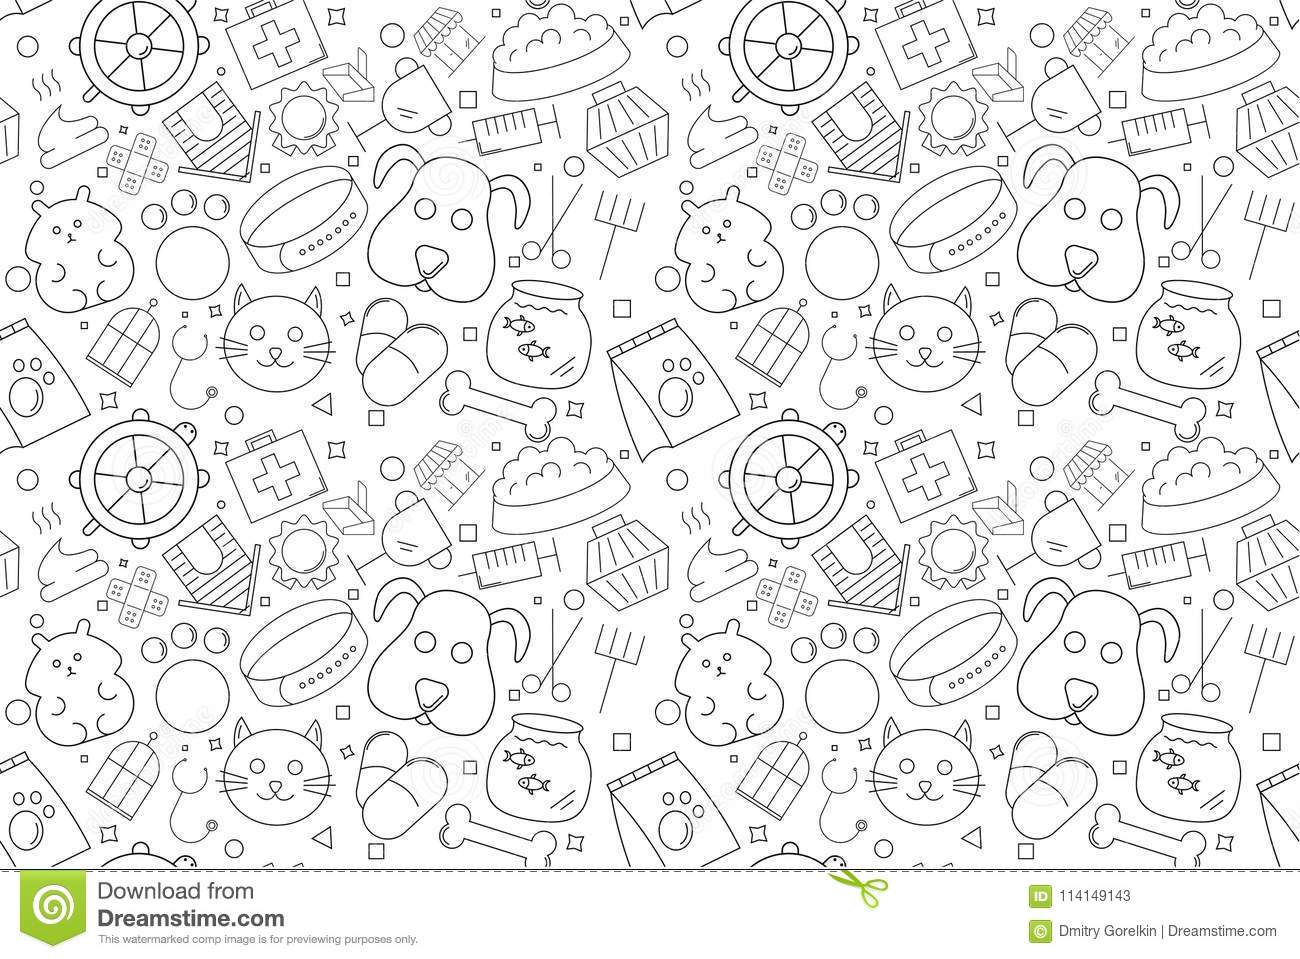 Download from
Dreamstime.com
This watermarked comp image is for previewing purposes only.
ID 114149143
© Dmitry Gorelkin | Dreamstime.com